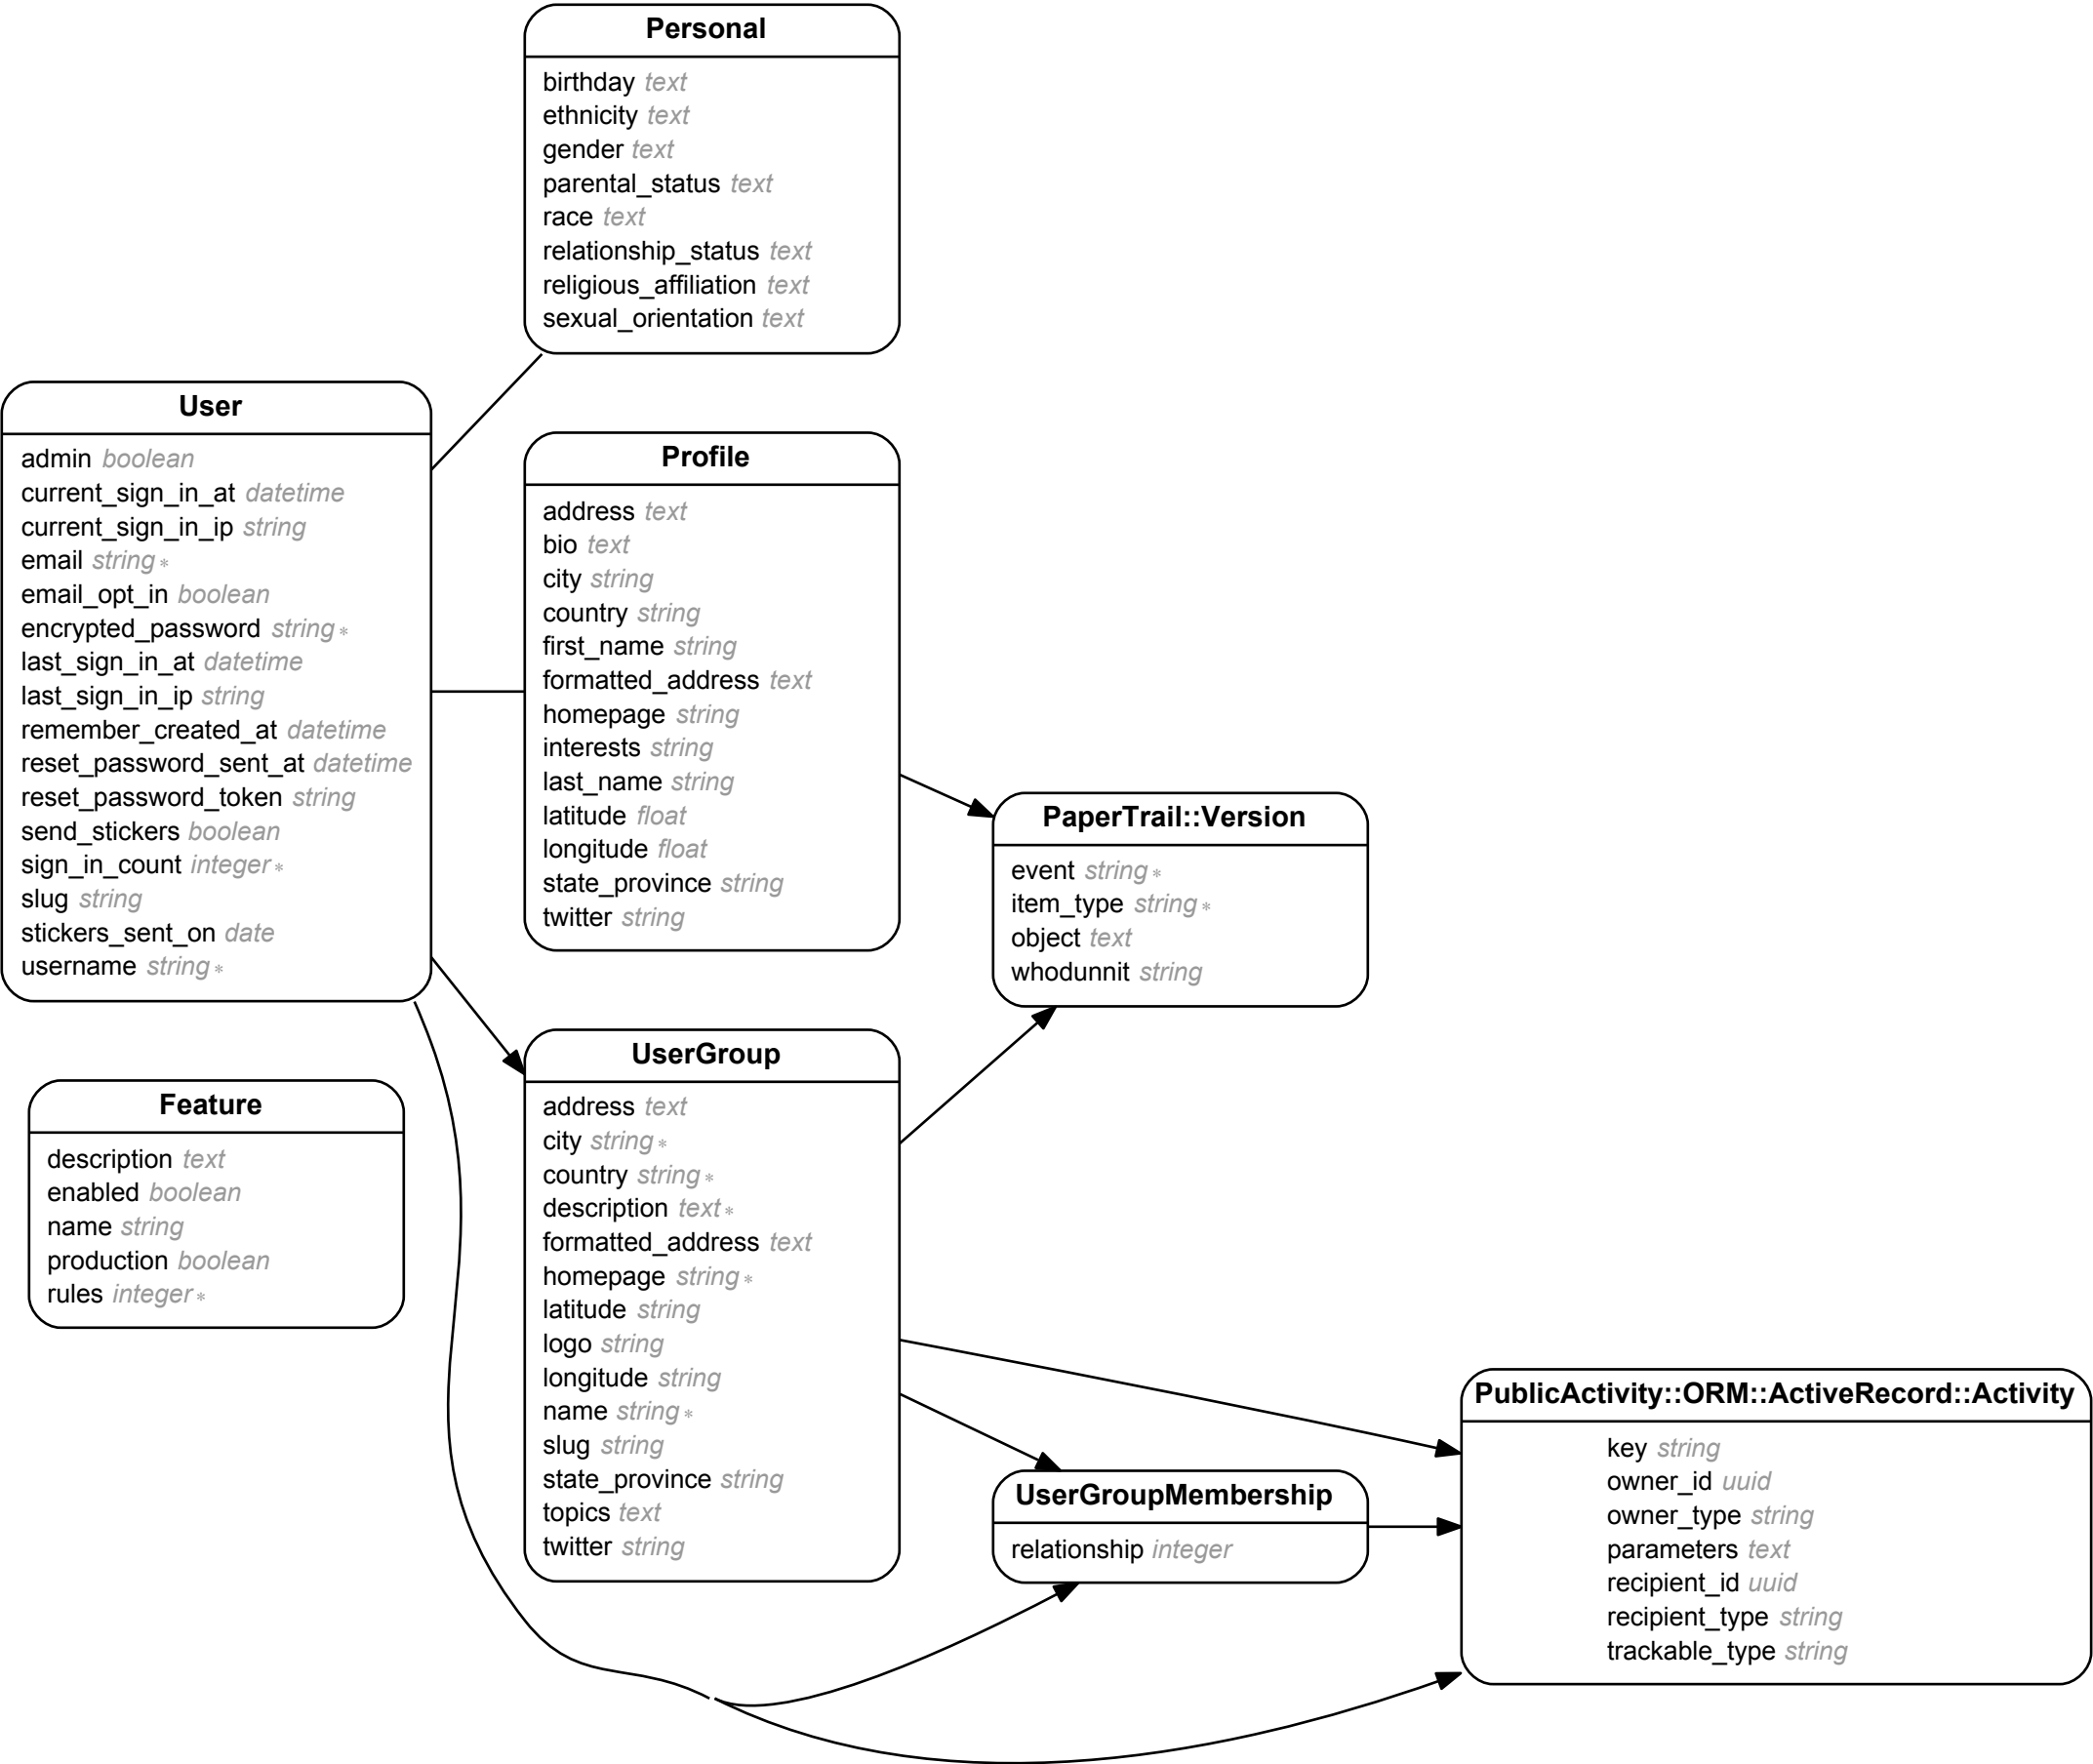 Personal
birthday text
ethnicity text
gender text
parental_status text
race text
relationship_status text
religious_affiliation text
sexual_orientation text
User
admin boolean
current_sign_in_at datetime
current_sign_in_ip string
email string *
email_opt_in boolean
encrypted_password string *
last_sign_in_at datetime
last_sign_in_ip string
remember_created_at datetime
reset_password_sent_at datetime
reset_password_token string
send_stickers boolean
sign_in_count integer *
slug string
stickers_sent_on date
username string *
Profile
address text
bio text
city string
country string
first_name string
formatted_address text
homepage string
interests string
last_name string
latitude float
longitude float
state_province string
twitter string
PaperTrail::Version
event string *
item_type string *
object text
whodunnit string
Feature
description text
enabled boolean
name string
production boolean
rules integer *
UserGroup
address text
city string *
country string *
description text *
formatted_address text
homepage string *
latitude string
logo string
longitude string
name string *
slug string
state_province string
topics text
twitter string
UserGroupMembership
relationship integer
PublicActivity::ORM::ActiveRecord::Activity
key string
owner_id uuid
owner_type string
parameters text
recipient_id uuid
recipient_type string
trackable_type string